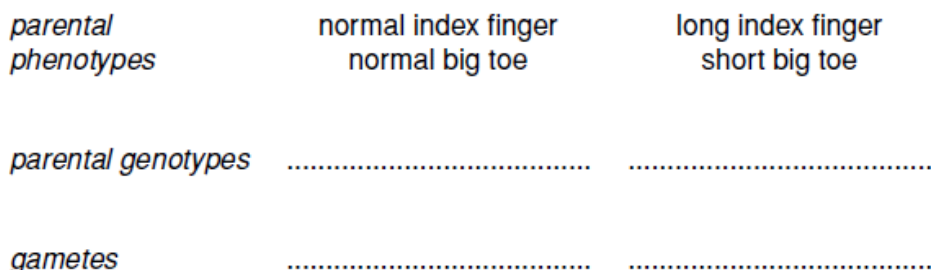 parental normal index finger long index finger
phenotypes normal big toe short big toe
parental genotypes ....................................... .......................................
gametes ....................................... .......................................